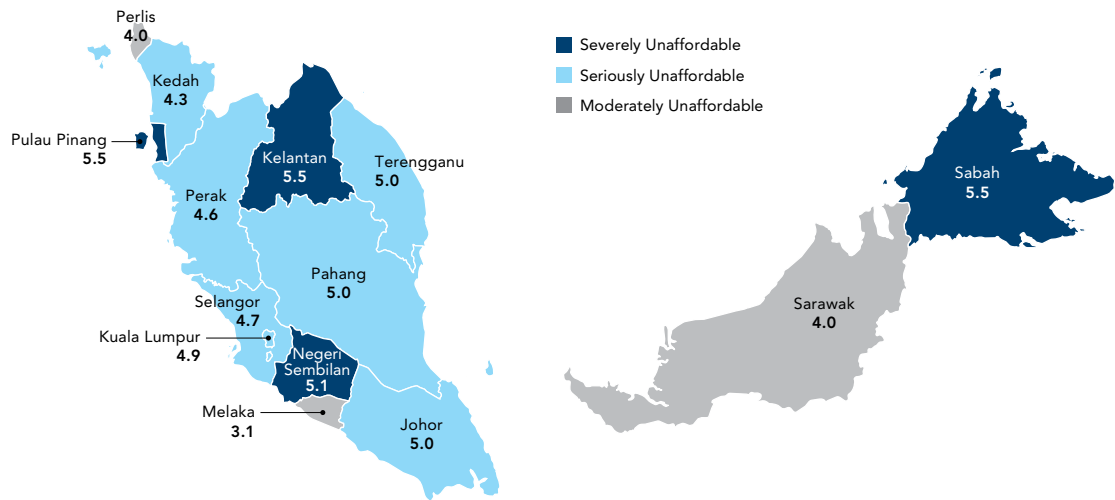 Perlis
4.0
Kedah
4.3
Pulau Pinang
5.5
Kelantan
5.5
Terengganu
5.0
Perak
4.6
Pahang
5.0
Selangor
4.7
Kuala Lumpur
4.9
Negeri
Sembilan
5.1
Melaka
3.1
Johor
5.0
Severely Unaffordable
Seriously Unaffordable
Moderately Unaffordable
Sabah
5.5
Sarawak
4.0